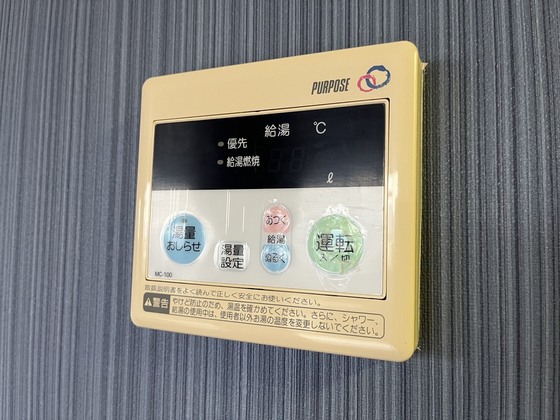 PURPOSE
給湯 ℃
優先
給湯燃焼
ℓ
湯量
おしらせ
湯量
設定
あつく
給湯
ぬるく
運転
入/切
MC-100
取扱説明書をよく読んで正しく安全にお使いください。
警告 やけど防止のため、湯温を確かめてください。さらに、シャワー、
給湯の使用中は、使用者以外お湯の温度を変更しないでください。